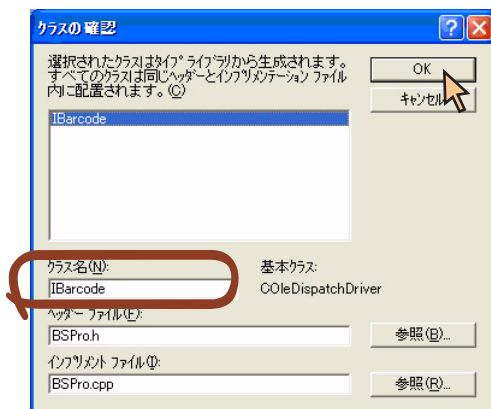 クラスの確認
選択されたクラスはタイプ ライブラリから生成されます。
すべてのクラスは同じヘッダーとインプリメンテーション ファイル
内に配置されます。(C)
OK
キャンセル
IBarcode
クラス名(N):
基本クラス:
IBarcode
COleDispatchDriver
ヘッダー ファイル(F):
BSPro.h
参照(B)...
インプリメント ファイル(I):
BSPro.cpp
参照(R)...